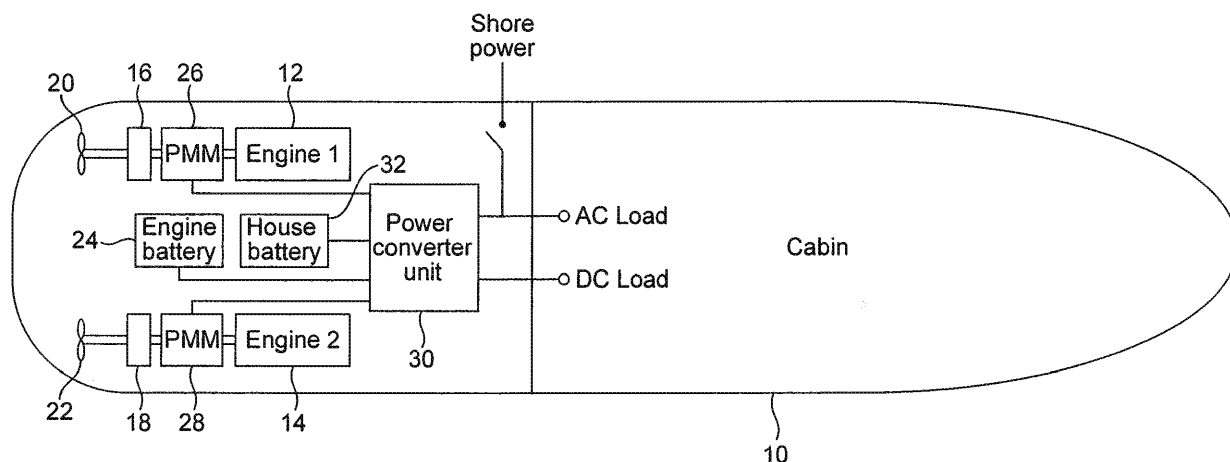 Shore
power
20
16
26
12
PMM
Engine 1
32
24
Engine
battery
House
battery
Power
converter
unit
AC Load
DC Load
Cabin
PMM
Engine 2
30
22
18
28
14
10